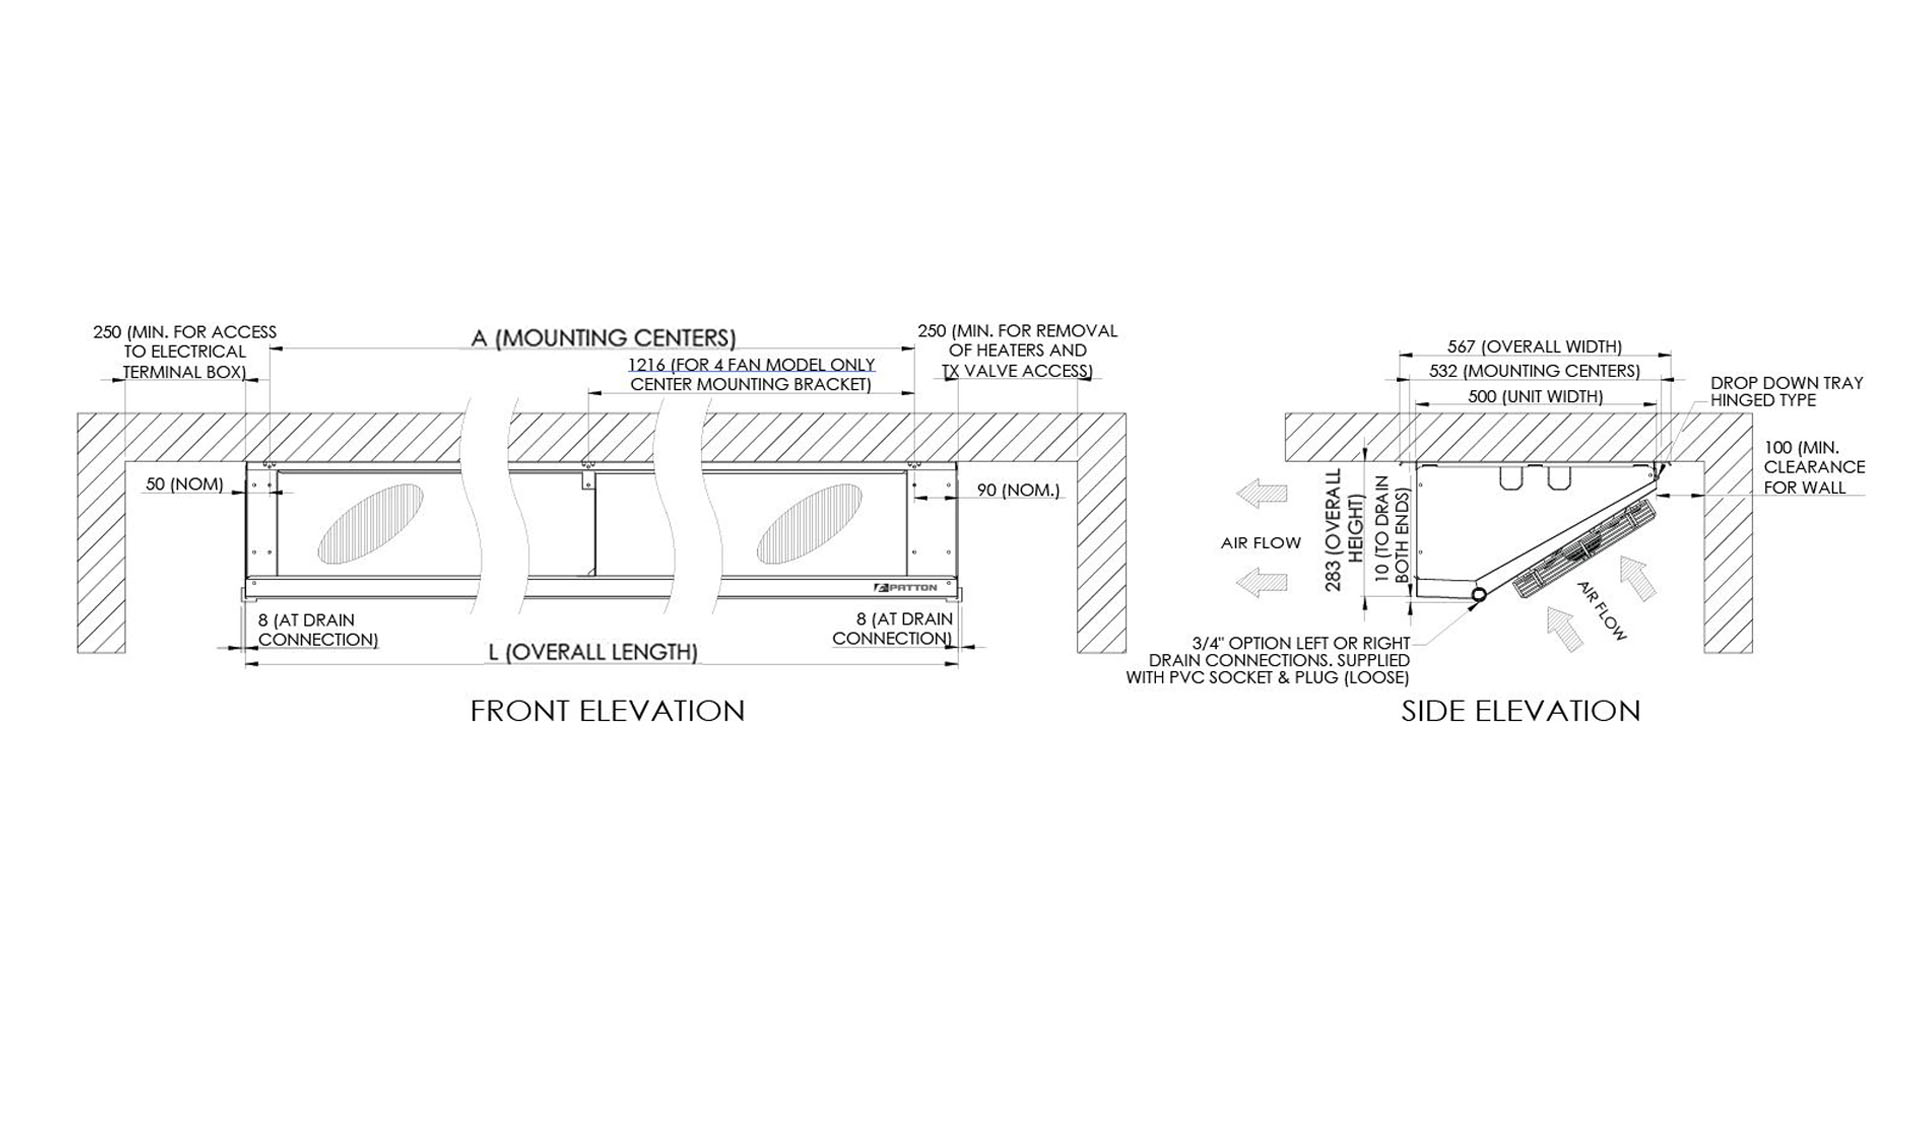 250 (MIN. FOR ACCESS
TO ELECTRICAL
TERMINAL BOX)
A (MOUNTING CENTERS)
1216 (FOR 4 FAN MODEL ONLY
CENTER MOUNTING BRACKET)
250 (MIN. FOR REMOVAL
OF HEATERS AND
TX VALVE ACCESS)
50 (NOM)
90 (NOM.)
PATTON
8 (AT DRAIN
CONNECTION)
8 (AT DRAIN
CONNECTION)
L (OVERALL LENGTH)
FRONT ELEVATION
567 (OVERALL WIDTH)
532 (MOUNTING CENTERS)
500 (UNIT WIDTH)
DROP DOWN TRAY
HINGED TYPE
100 (MIN.
CLEARANCE
FOR WALL
283 (OVERALL
HEIGHT)
10 (TO DRAIN
BOTH ENDS)
AIR FLOW
AIR FLOW
3/4" OPTION LEFT OR RIGHT
DRAIN CONNECTIONS. SUPPLIED
WITH PVC SOCKET & PLUG (LOOSE)
SIDE ELEVATION